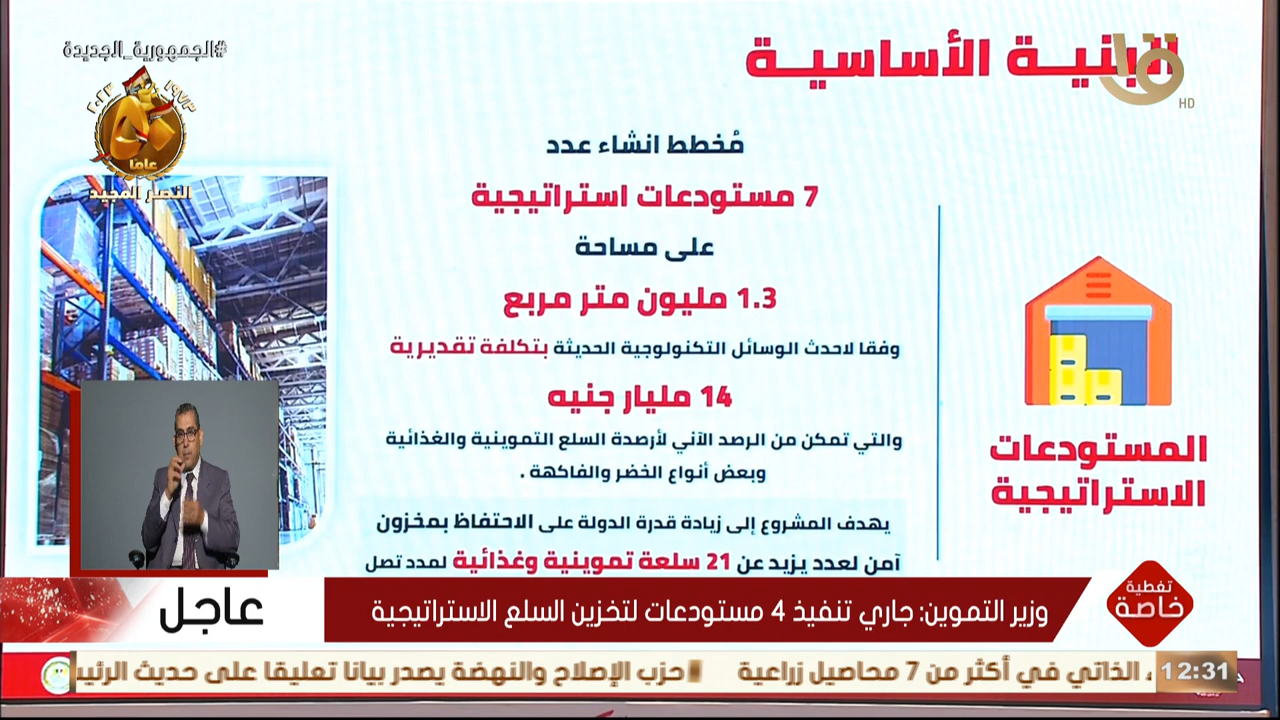 #الجمهورية_الجديدة
البنية الأساسية
HD
١٩٧٣
٢٠٢٣
٥٠
عامًا
النصر المجيد
مُخطط انشاء عدد
7 مستودعات استراتيجية
على مساحة
1.3 مليون متر مربع
وفقا لاحدث الوسائل التكنولوجية الحديثة بتكلفة تقديرية
14 مليار جنيه
والتي تمكن من الرصد الآني لأرصدة السلع التموينية والغذائية
وبعض أنواع الخضر والفاكهة .
يهدف المشروع إلى زيادة قدرة الدولة على الاحتفاظ بمخزون
آمن لعدد يزيد عن 21 سلعة تموينية وغذائية لمدد تصل
المستودعات
الاستراتيجية
تغطية
خاصة
وزير التموين: جاري تنفيذ 4 مستودعات لتخزين السلع الاستراتيجية
عاجل
12:31
الذاتي في أكثر من 7 محاصيل زراعية
حزب الإصلاح والنهضة يصدر بيانا تعليقا على حديث